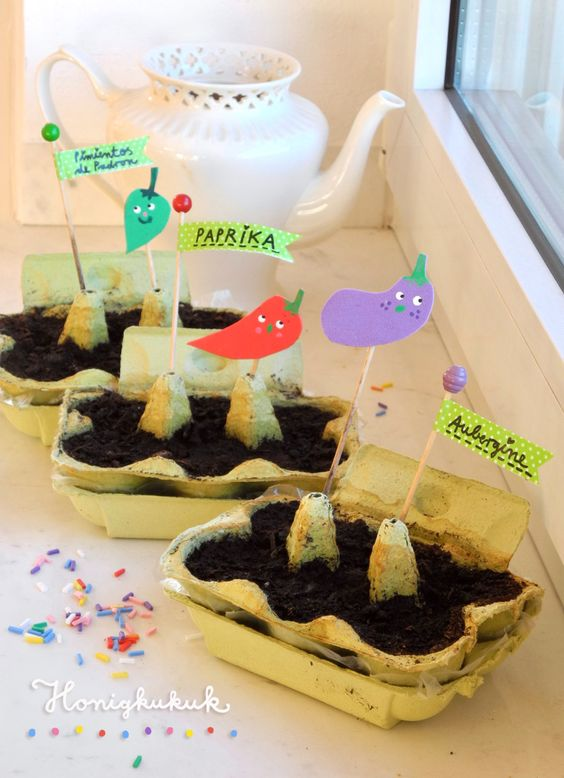 Pimientos
de Padron
PAPRIKA
Aubergine
Honigkukuk